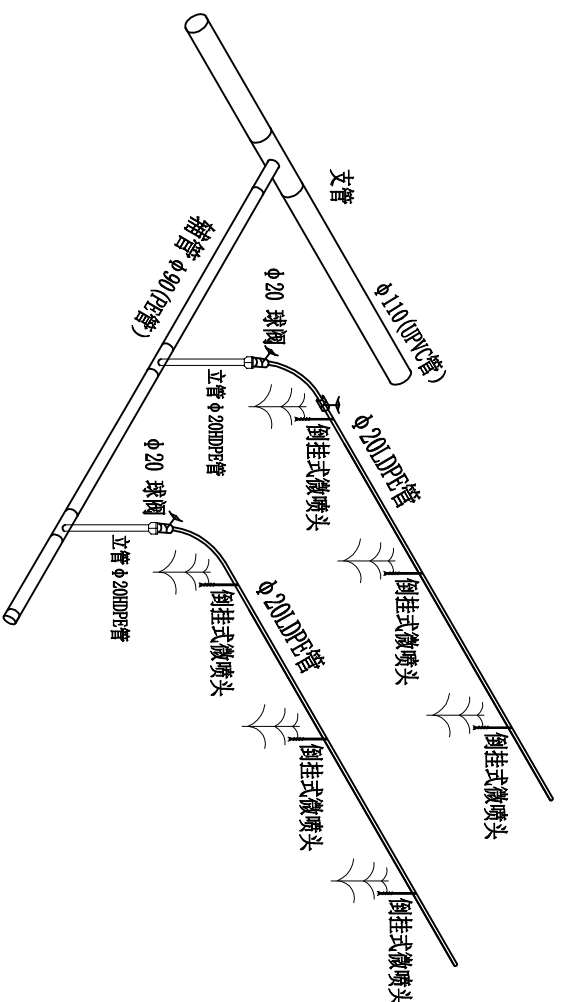 支管
φ110(UPVC管)
辅管 φ90(PE管)
φ20 球阀
立管φ20HDPE管
倒挂式微喷头
φ20LDPE管
倒挂式微喷头
倒挂式微喷头
φ20 球阀
立管φ20HDPE管
倒挂式微喷头
φ20LDPE管
倒挂式微喷头
倒挂式微喷头